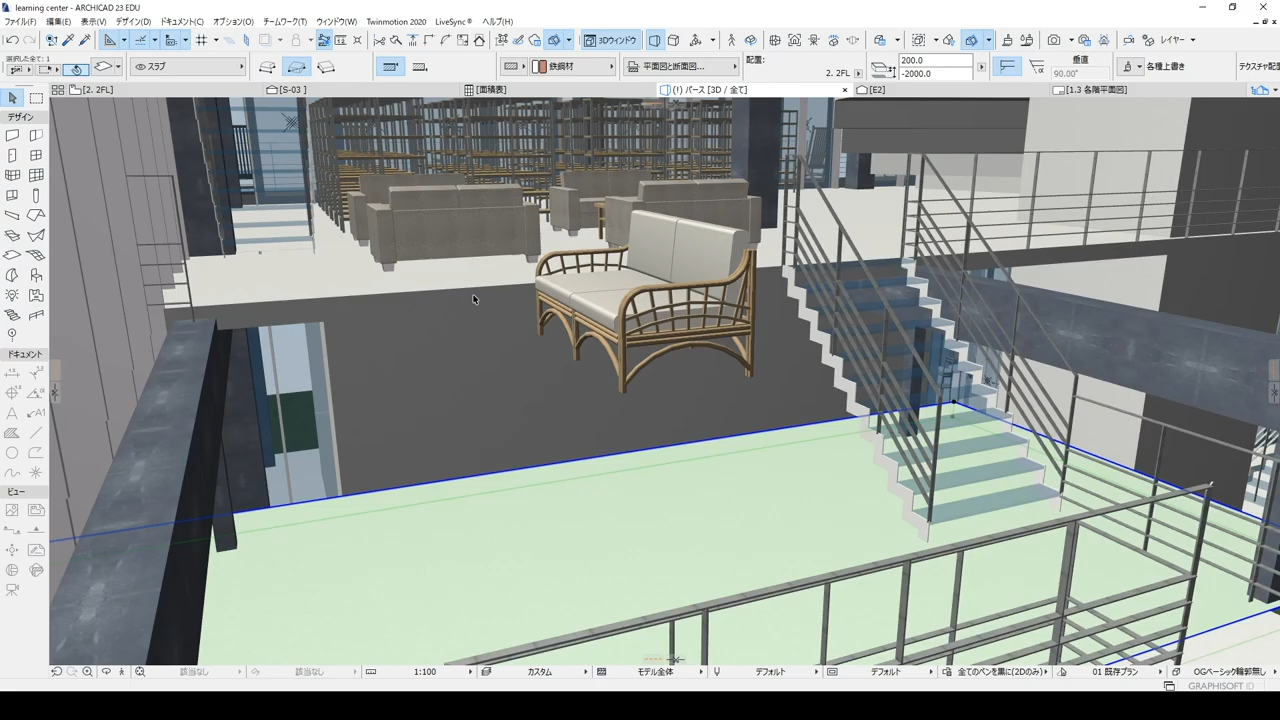 learning center - ARCHICAD 23 EDU
ファイル(F) 編集(E) 表示(V) デザイン(D) ドキュメント(C) オプション(O) チームワーク(T) ウィンドウ(W) Twinmotion 2020 LiveSync® ヘルプ(H)
3Dウィンドウ レイヤー
選択した全て: 1
スラブ 鉄鋼材 平面図と断面図... 配置: 2. 2FL 200.0 -2000.0 垂直 90.00° 各種上書き テクスチャ配
[2. 2FL] [S-03 ] [面積表] (!) パース [3D / 全て] [E2] [1.3 各階平面図]
デザイン
ドキュメント
ビュー
該当なし 該当なし 1:100 カスタム モデル全体 デフォルト デフォルト 全てのペンを黒に(2Dのみ) 01 既存プラン OGベーシック輪郭無し
GRAPHISOFT ID